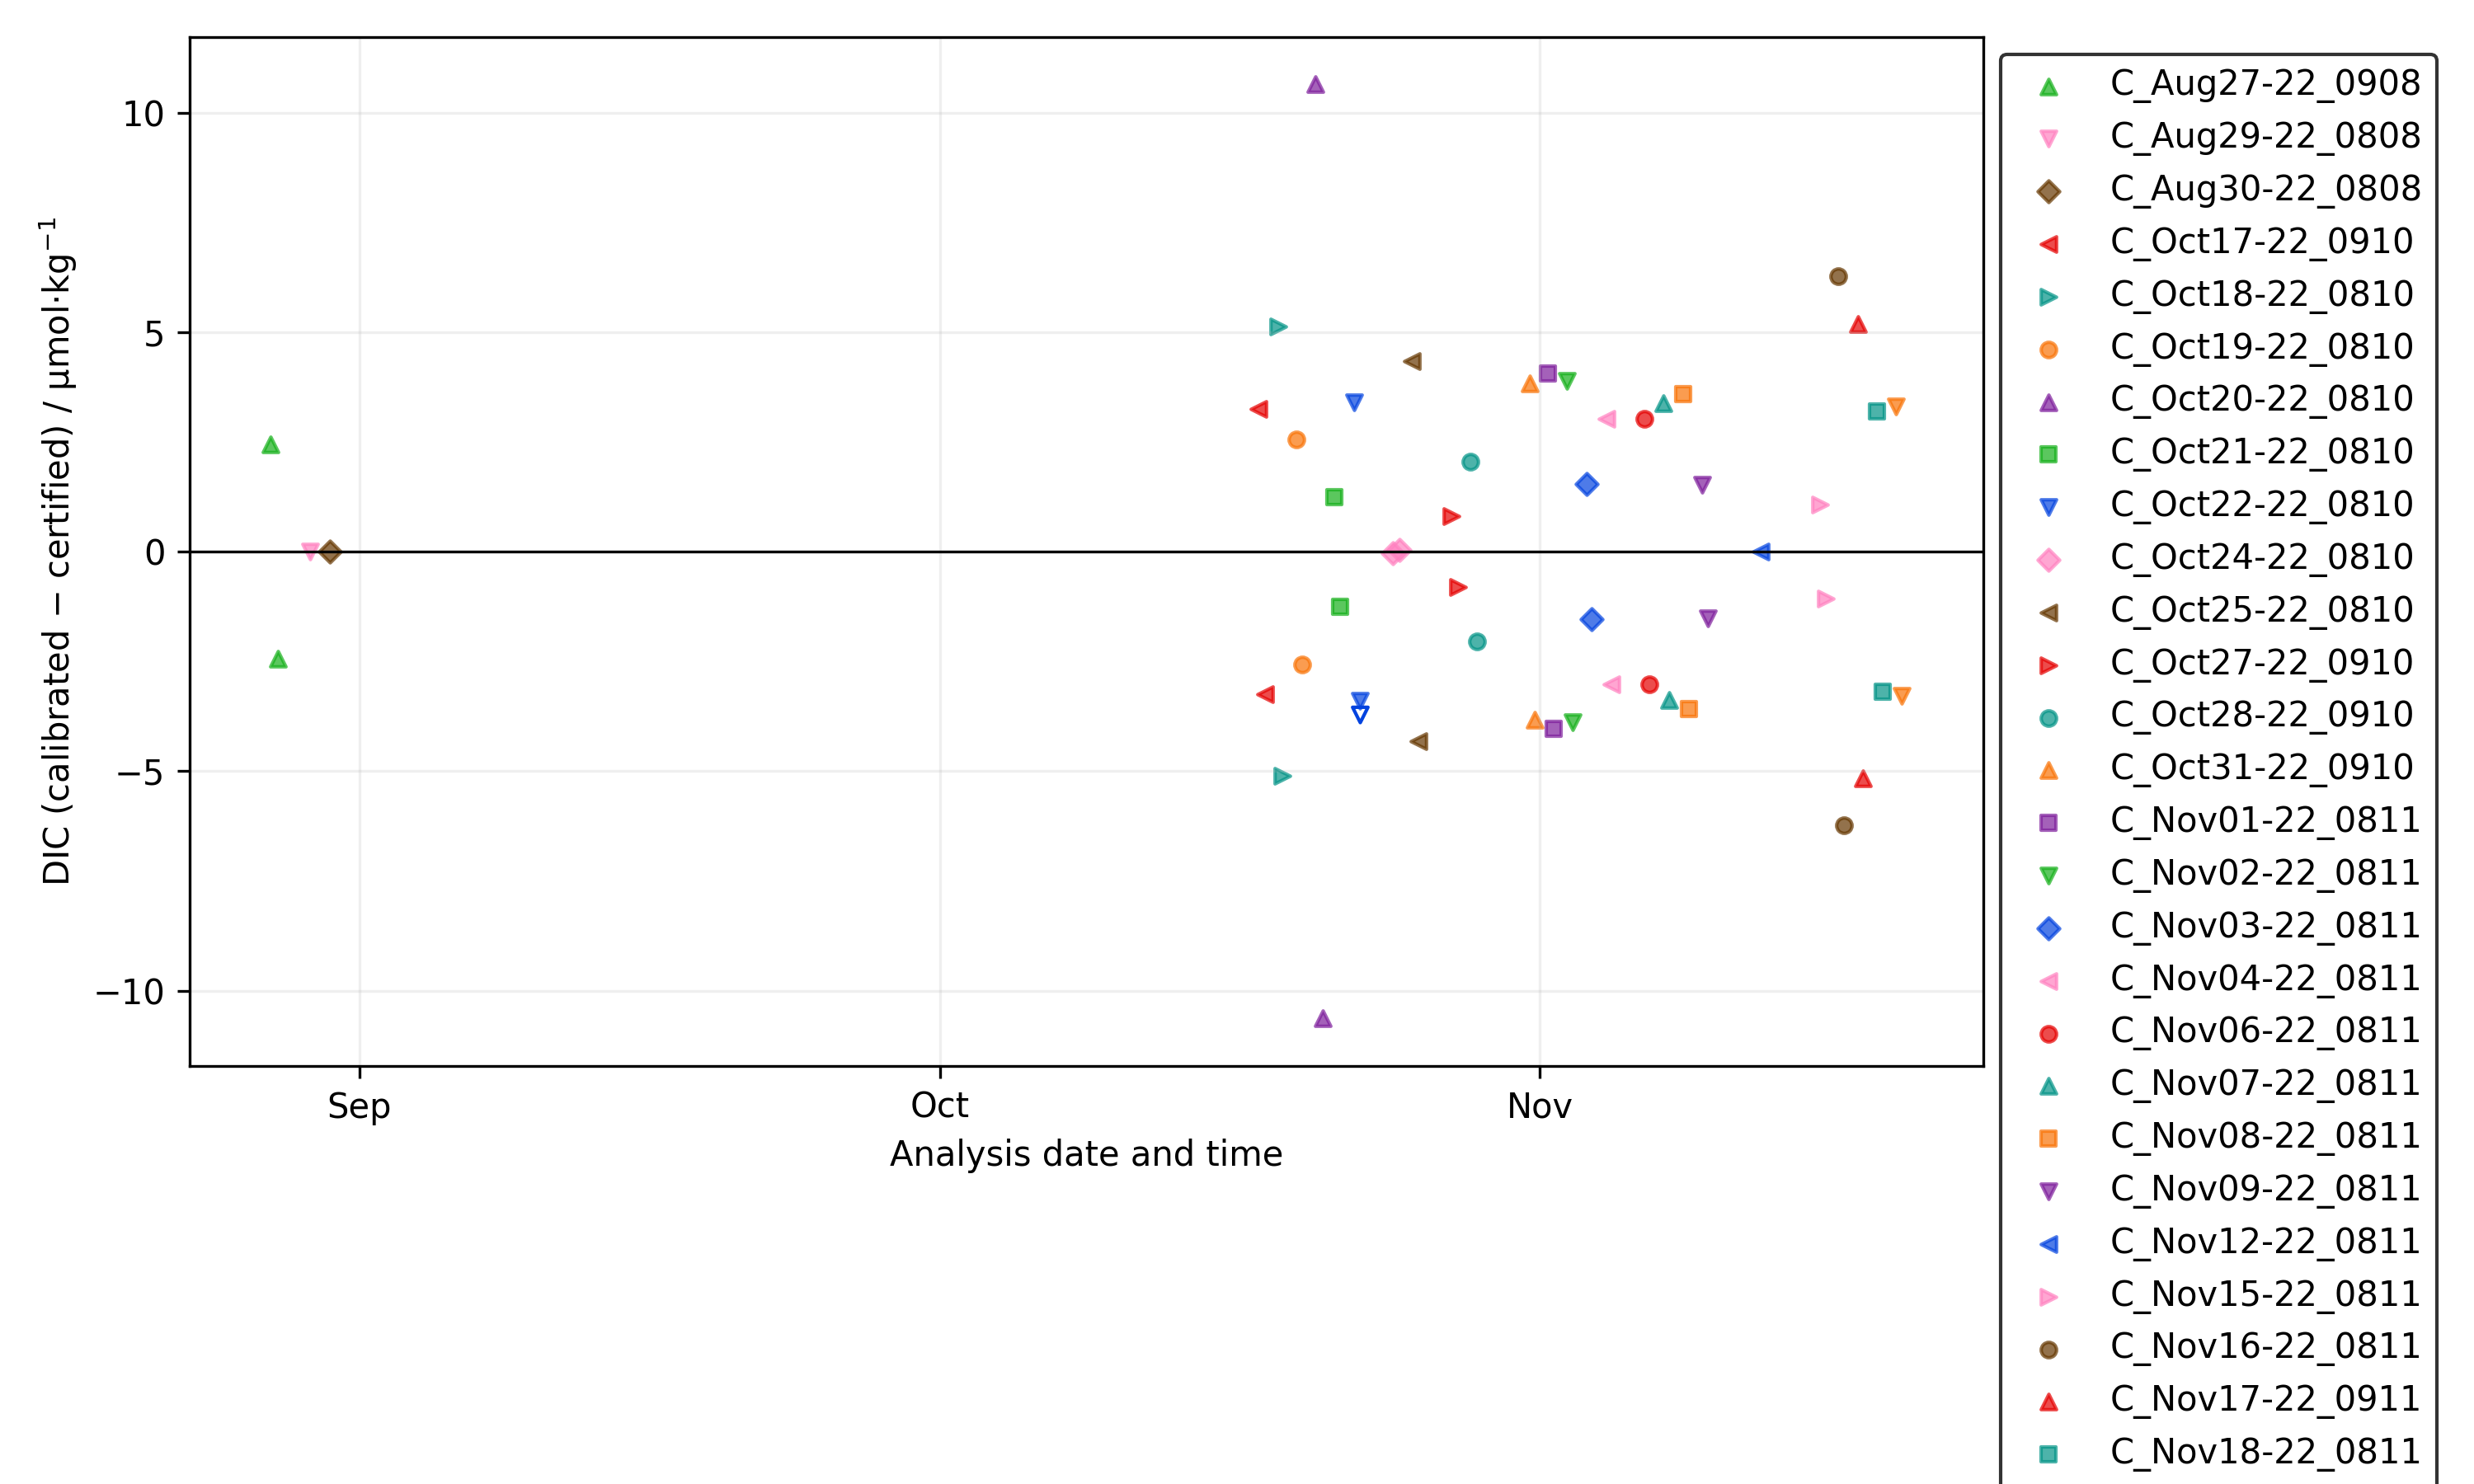 10
5
0
−5
−10
DIC (calibrated − certified) / μmol·kg⁻¹
Sep
Oct
Nov
Analysis date and time
C_Aug27-22_0908
C_Aug29-22_0808
C_Aug30-22_0808
C_Oct17-22_0910
C_Oct18-22_0810
C_Oct19-22_0810
C_Oct20-22_0810
C_Oct21-22_0810
C_Oct22-22_0810
C_Oct24-22_0810
C_Oct25-22_0810
C_Oct27-22_0910
C_Oct28-22_0910
C_Oct31-22_0910
C_Nov01-22_0811
C_Nov02-22_0811
C_Nov03-22_0811
C_Nov04-22_0811
C_Nov06-22_0811
C_Nov07-22_0811
C_Nov08-22_0811
C_Nov09-22_0811
C_Nov12-22_0811
C_Nov15-22_0811
C_Nov16-22_0811
C_Nov17-22_0911
C_Nov18-22_0811